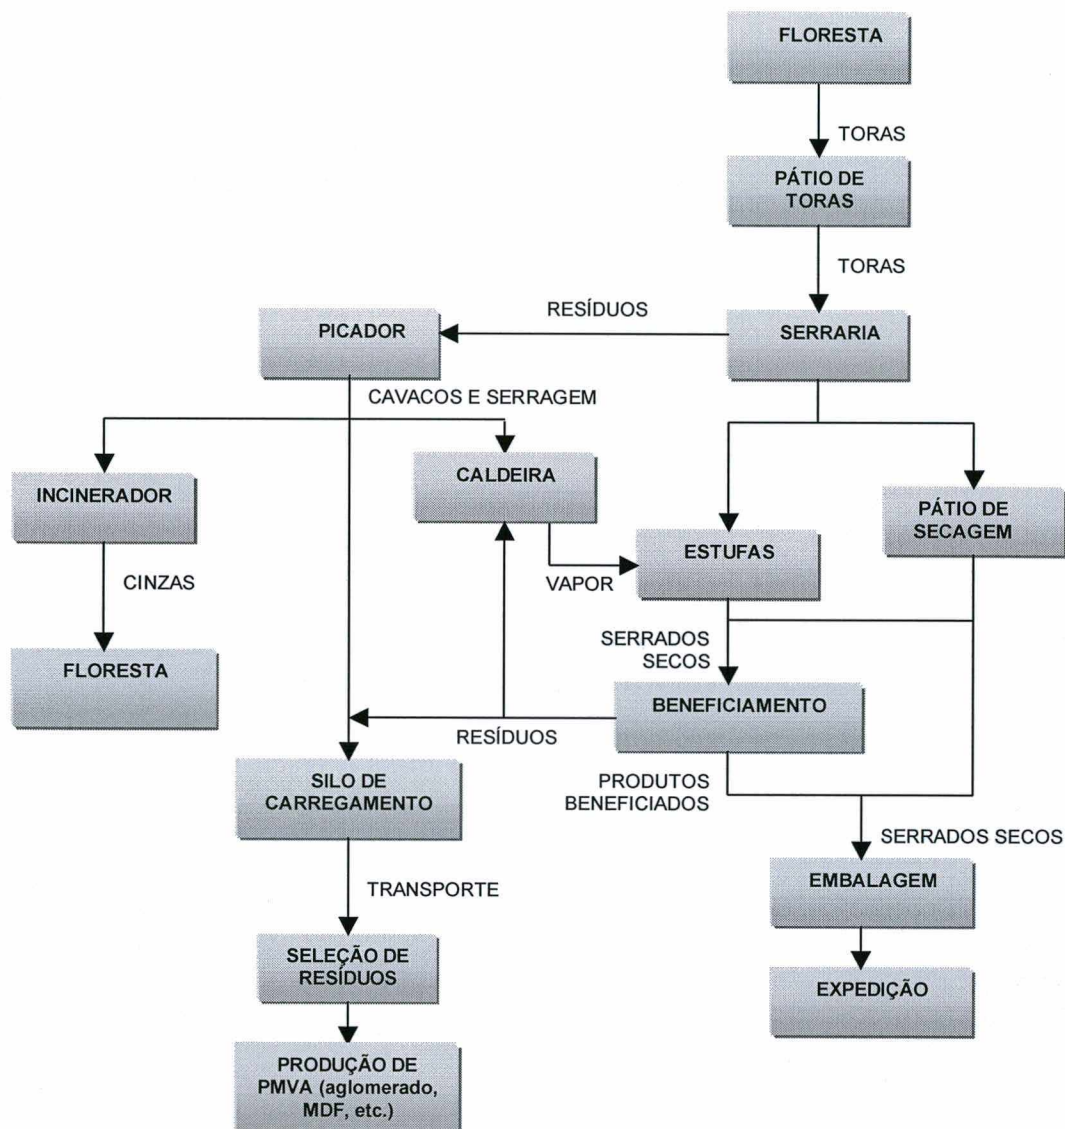 FLORESTA
TORAS
PÁTIO DE
TORAS
TORAS
RESÍDUOS
PICADOR
SERRARIA
CAVACOS E SERRAGEM
CALDEIRA
INCINERADOR
PÁTIO DE
SECAGEM
ESTUFAS
CINZAS
VAPOR
SERRADOS
SECOS
FLORESTA
BENEFICIAMENTO
RESÍDUOS
SILO DE
CARREGAMENTO
PRODUTOS
BENEFICIADOS
SERRADOS SECOS
EMBALAGEM
TRANSPORTE
SELEÇÃO DE
RESÍDUOS
EXPEDIÇÃO
PRODUÇÃO DE
PMVA (aglomerado,
MDF, etc.)